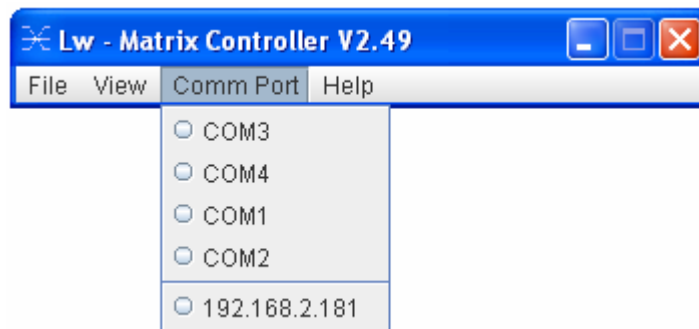 Lw - Matrix Controller V2.49
File View Comm Port Help
COM3
COM4
COM1
COM2
192.168.2.181